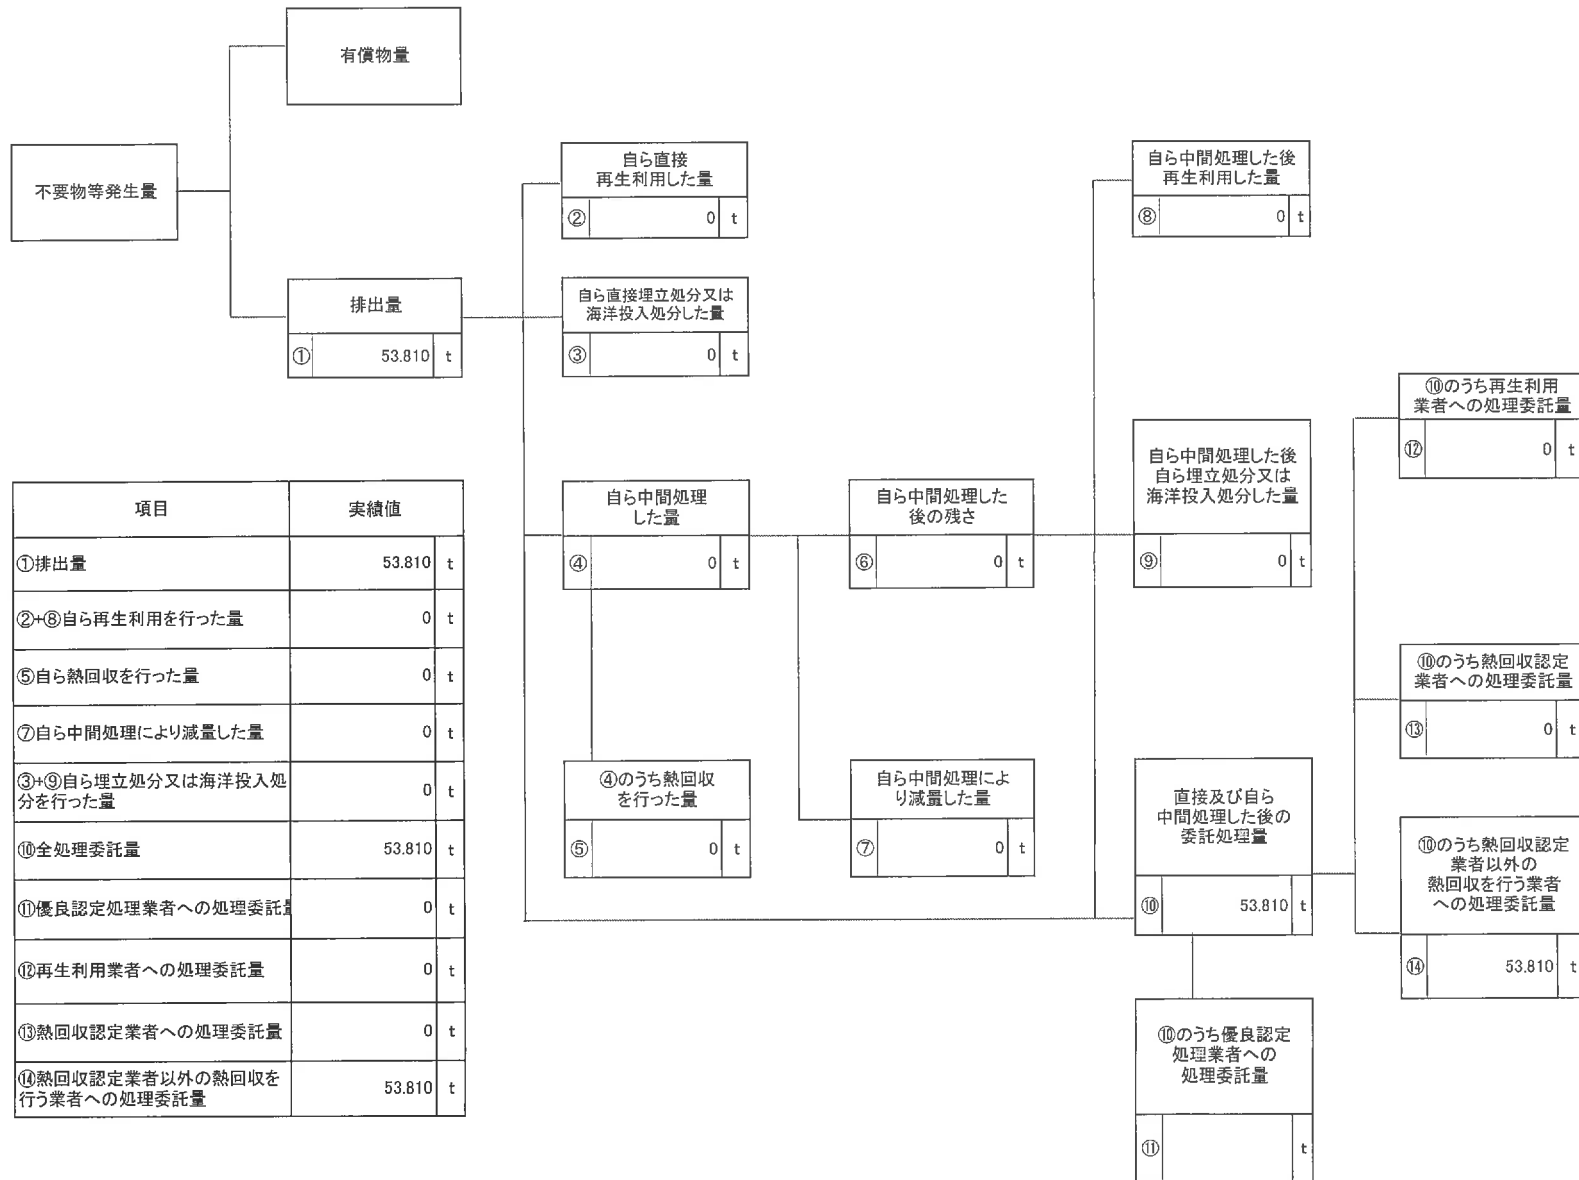 有償物量
不要物等発生量
排出量
① 53.810 t
自ら直接
再生利用した量
② 0 t
自ら直接埋立処分又は
海洋投入処分した量
③ 0 t
自ら中間処理
した量
④ 0 t
④のうち熱回収
を行った量
⑤ 0 t
自ら中間処理した
後の残さ
⑥ 0 t
自ら中間処理によ
り減量した量
⑦ 0 t
自ら中間処理した後
再生利用した量
⑧ 0 t
自ら中間処理した後
自ら埋立処分又は
海洋投入処分した量
⑨ 0 t
直接及び自ら
中間処理した後の
委託処理量
⑩ 53.810 t
⑩のうち優良認定
処理業者への
処理委託量
⑪ t
⑩のうち再生利用
業者への処理委託量
⑫ 0 t
⑩のうち熱回収認定
業者への処理委託量
⑬ 0 t
⑩のうち熱回収認定
業者以外の
熱回収を行う業者
への処理委託量
⑭ 53.810 t
項目 実績値
①排出量 53.810 t
②+⑧自ら再生利用を行った量 0 t
⑤自ら熱回収を行った量 0 t
⑦自ら中間処理により減量した量 0 t
③+⑨自ら埋立処分又は海洋投入処
分を行った量 0 t
⑩全処理委託量 53.810 t
⑪優良認定処理業者への処理委託量 0 t
⑫再生利用業者への処理委託量 0 t
⑬熱回収認定業者への処理委託量 0 t
⑭熱回収認定業者以外の熱回収を
行う業者への処理委託量 53.810 t